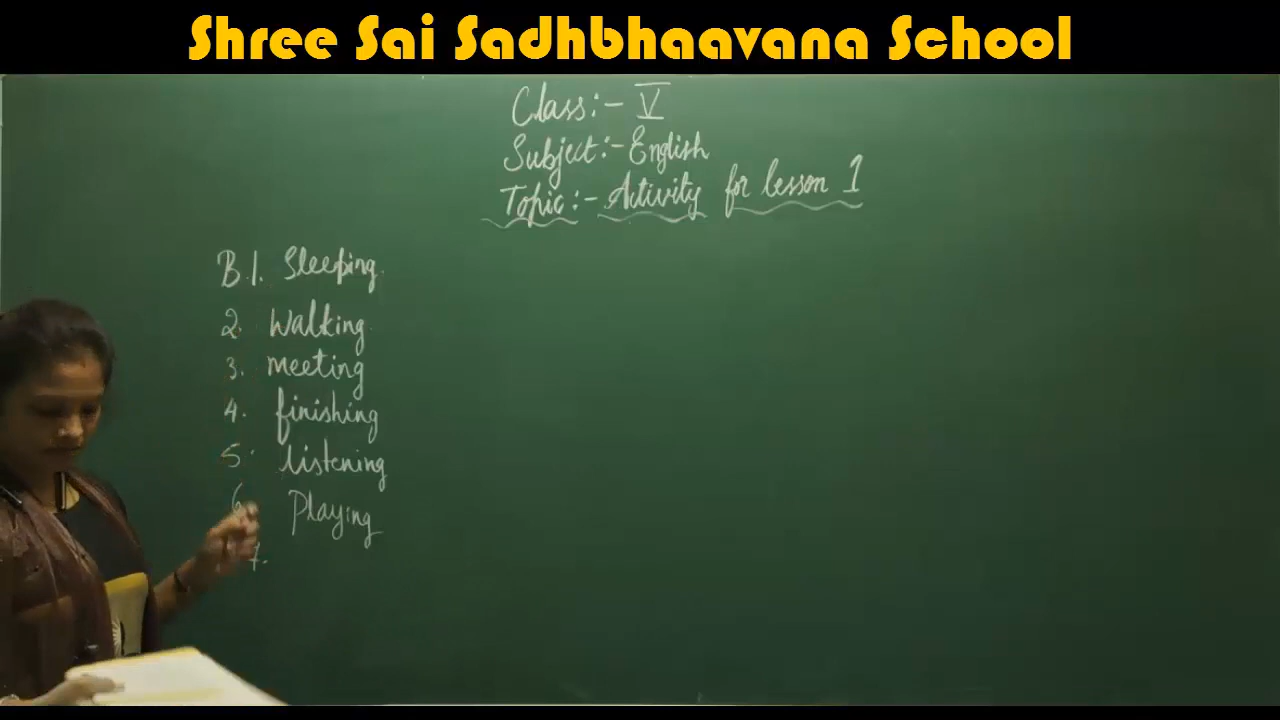 Shree Sai Sadhbhaavana School
Class:- V
Subject:- English
Topic:- Activity for lesson 1
B.1. Sleeping
2. Walking
3. meeting
4. finishing
5. listening
6 Playing
7.